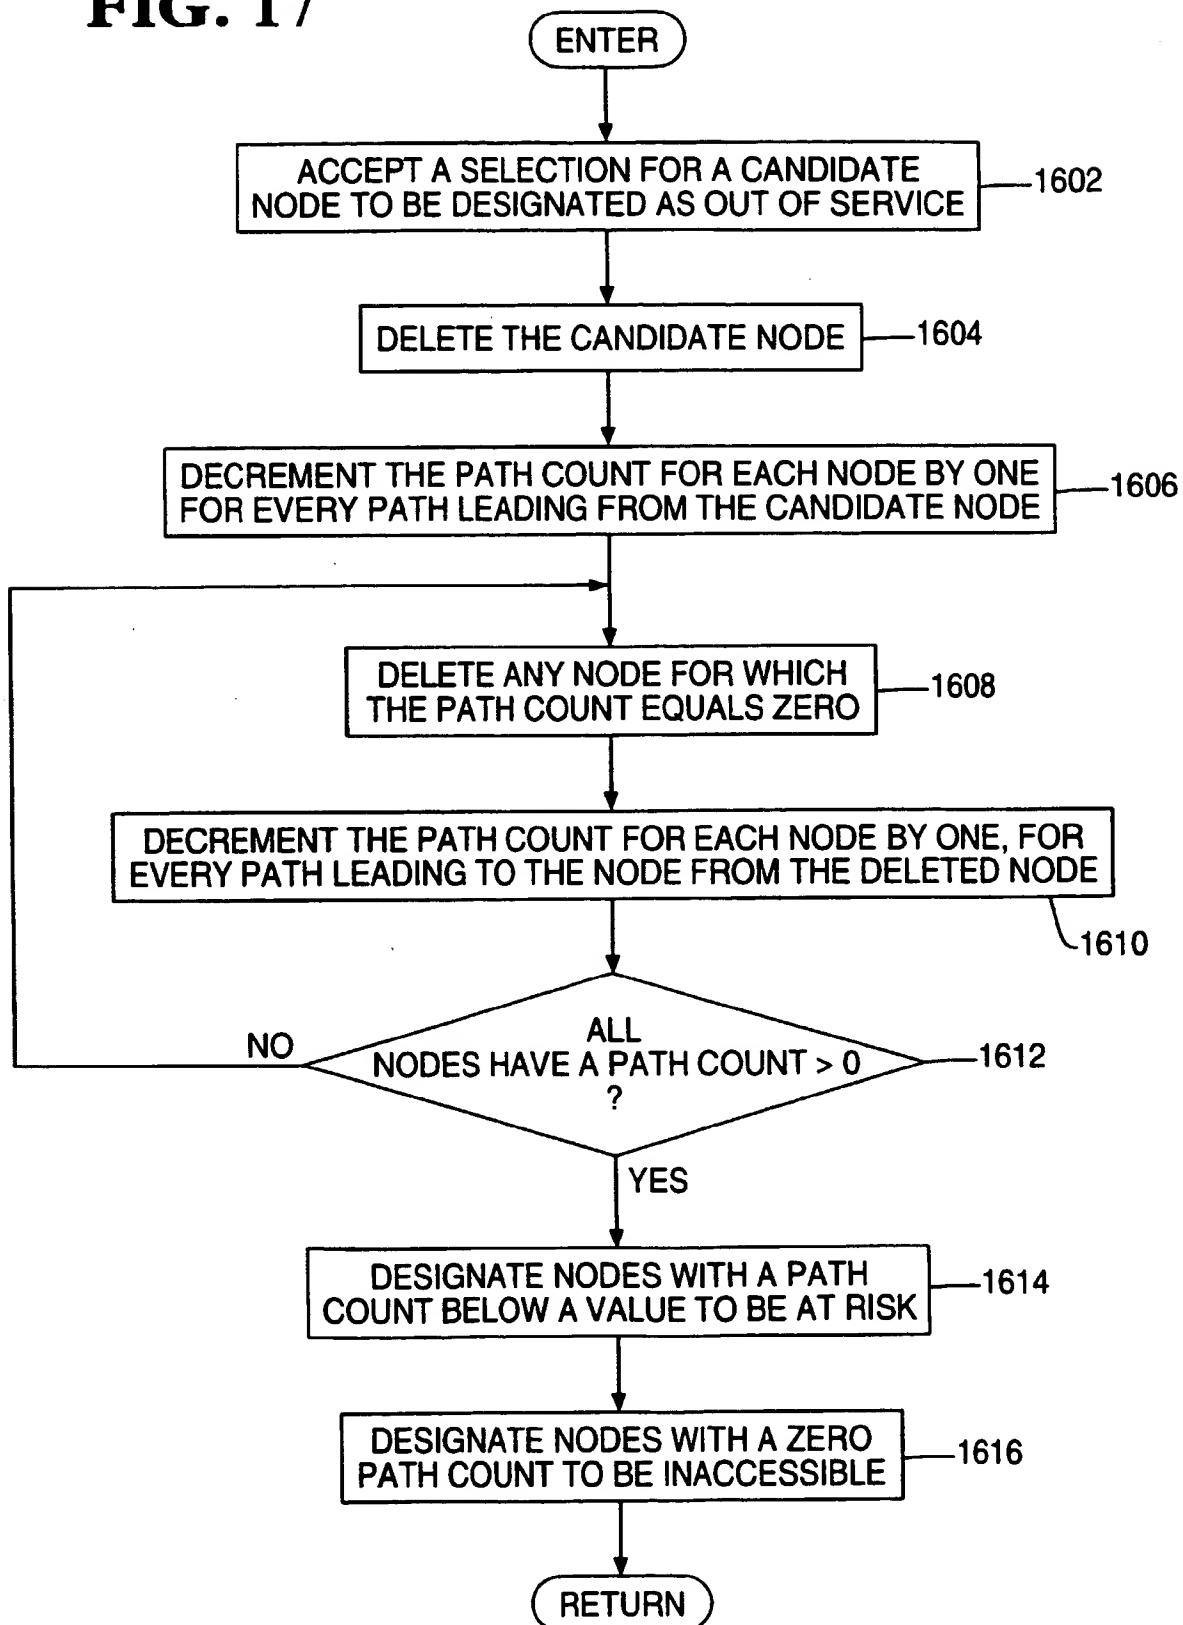 FIG. 17
ENTER
ACCEPT A SELECTION FOR A CANDIDATE
NODE TO BE DESIGNATED AS OUT OF SERVICE
1602
DELETE THE CANDIDATE NODE
1604
DECREMENT THE PATH COUNT FOR EACH NODE BY ONE
FOR EVERY PATH LEADING FROM THE CANDIDATE NODE
1606
DELETE ANY NODE FOR WHICH
THE PATH COUNT EQUALS ZERO
1608
DECREMENT THE PATH COUNT FOR EACH NODE BY ONE, FOR
EVERY PATH LEADING TO THE NODE FROM THE DELETED NODE
1610
NO
ALL
NODES HAVE A PATH COUNT > 0
?
1612
YES
DESIGNATE NODES WITH A PATH
COUNT BELOW A VALUE TO BE AT RISK
1614
DESIGNATE NODES WITH A ZERO
PATH COUNT TO BE INACCESSIBLE
1616
RETURN